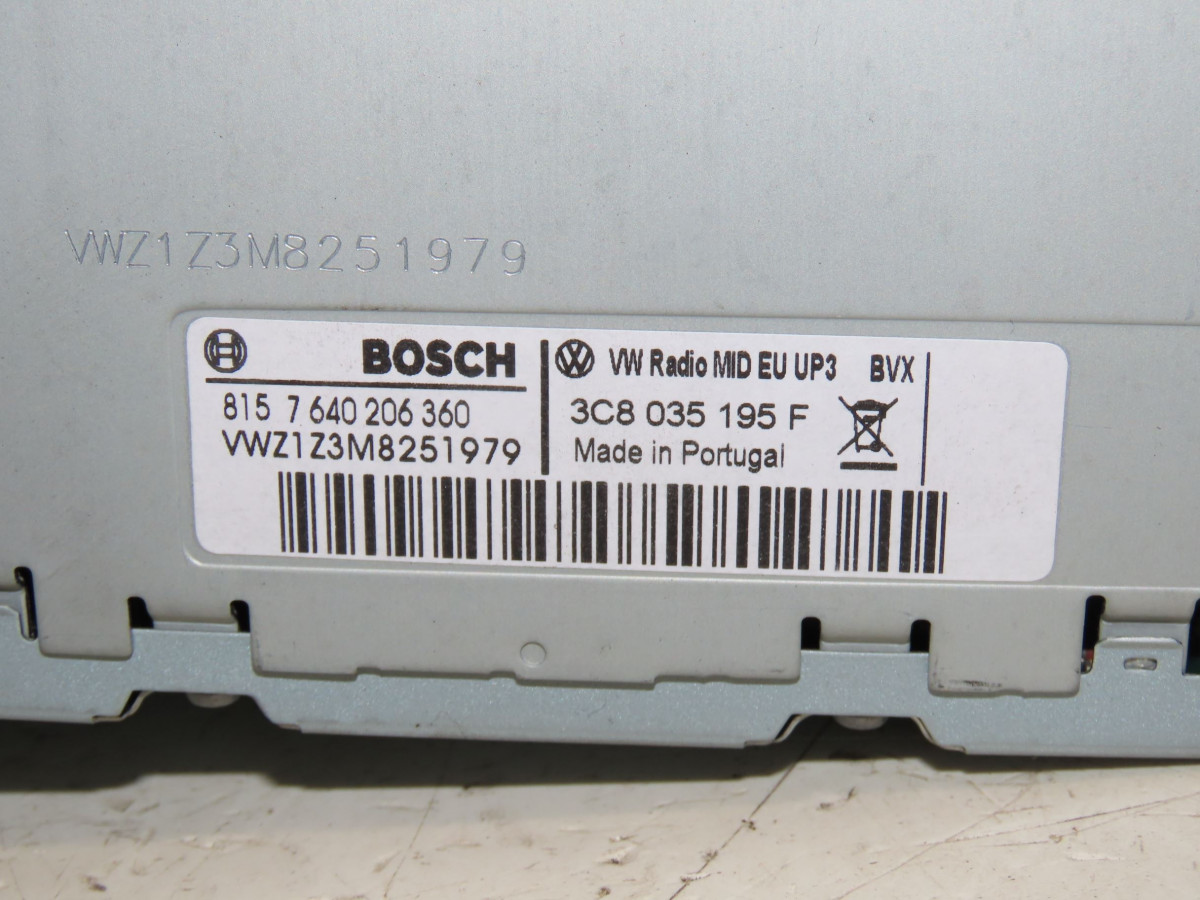 VWZ1Z3M8251979
BOSCH
815 7 640 206 360
VWZ1Z3M8251979
VW Radio MID EU UP3 BVX
3C8 035 195 F
Made in Portugal